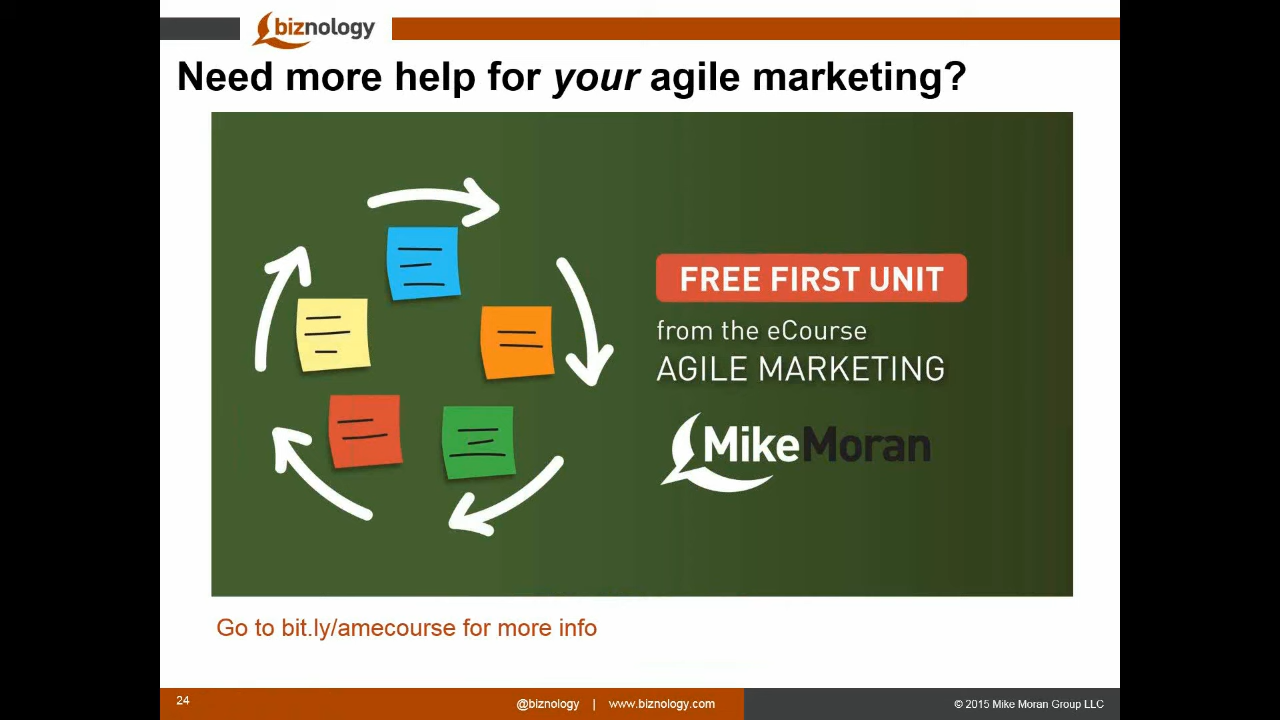 biznology
Need more help for your agile marketing?
FREE FIRST UNIT
from the eCourse
AGILE MARKETING
MikeMoran
Go to bit.ly/amecourse for more info
24
@biznology | www.biznology.com
© 2015 Mike Moran Group LLC